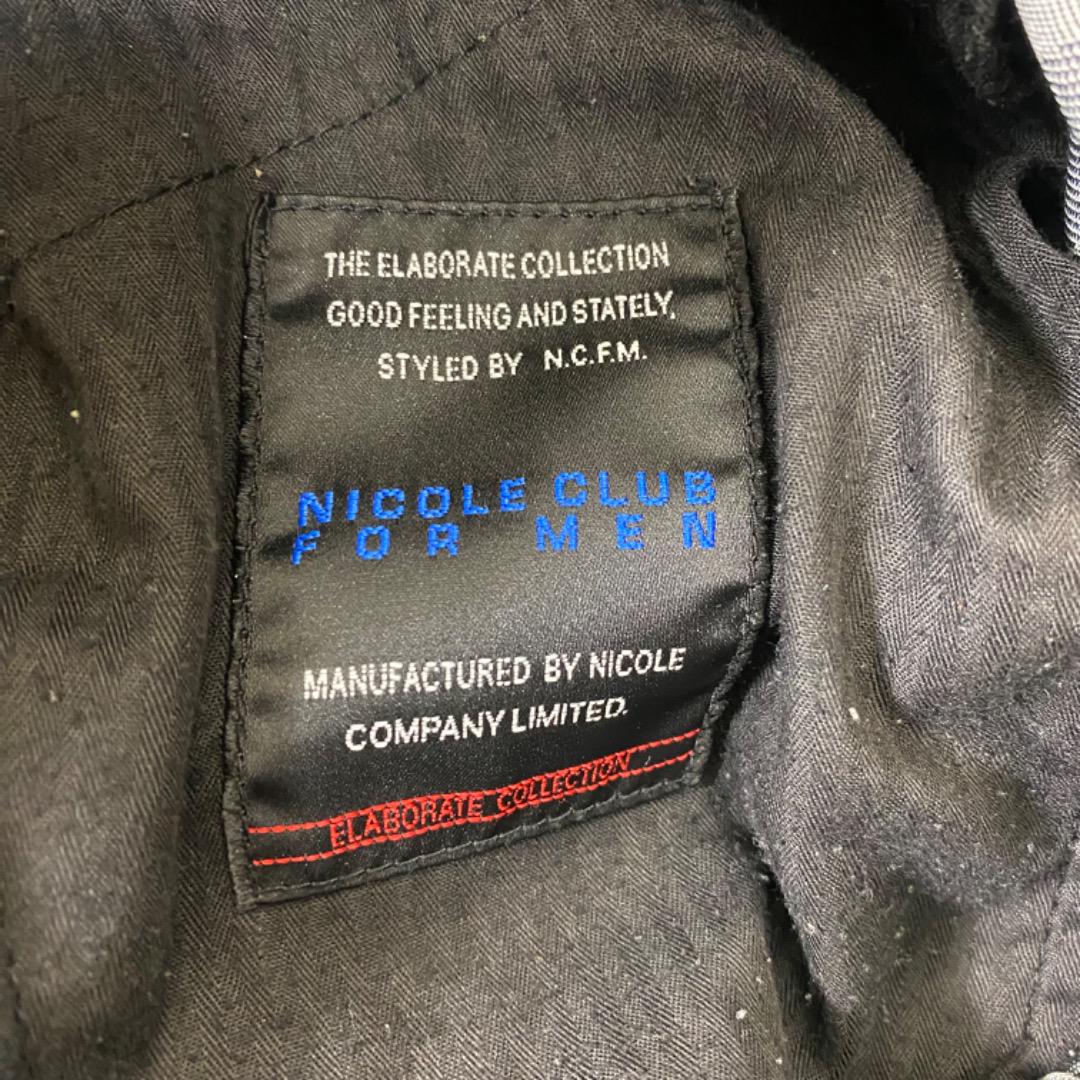 THE ELABORATE COLLECTION
GOOD FEELING AND STATELY,
STYLED BY N.C.F.M.
NICOLE CLUB
FOR MEN
MANUFACTURED BY NICOLE
COMPANY LIMITED.
ELABORATE COLLECTION